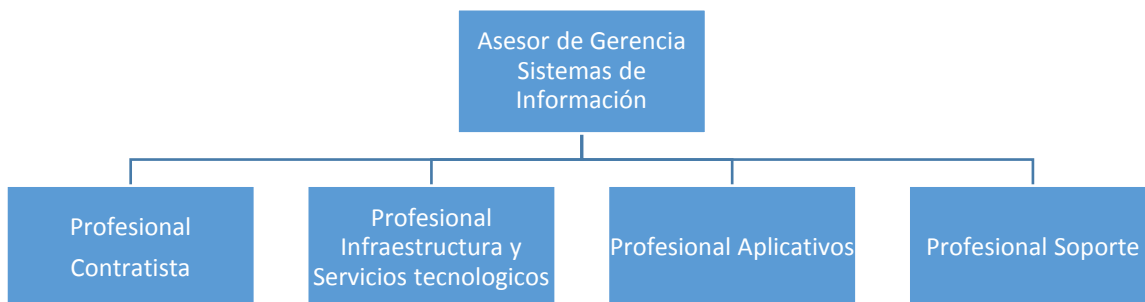 Asesor de Gerencia
Sistemas de
Información
Profesional
Contratista
Profesional
Infraestructura y
Servicios tecnologicos
Profesional Aplicativos
Profesional Soporte